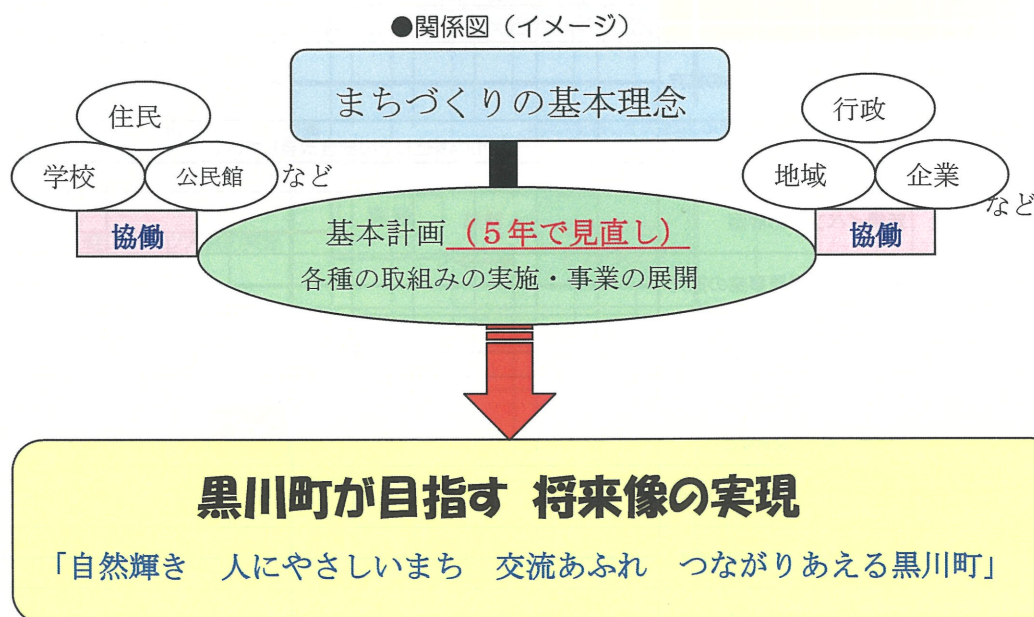 ●関係図（イメージ）
まちづくりの基本理念
住民
学校
公民館
など
協働
行政
地域
企業
など
協働
基本計画（５年で見直し）
各種の取組みの実施・事業の展開
黒川町が目指す 将来像の実現
「自然輝き　人にやさしいまち　交流あふれ　つながりあえる黒川町」